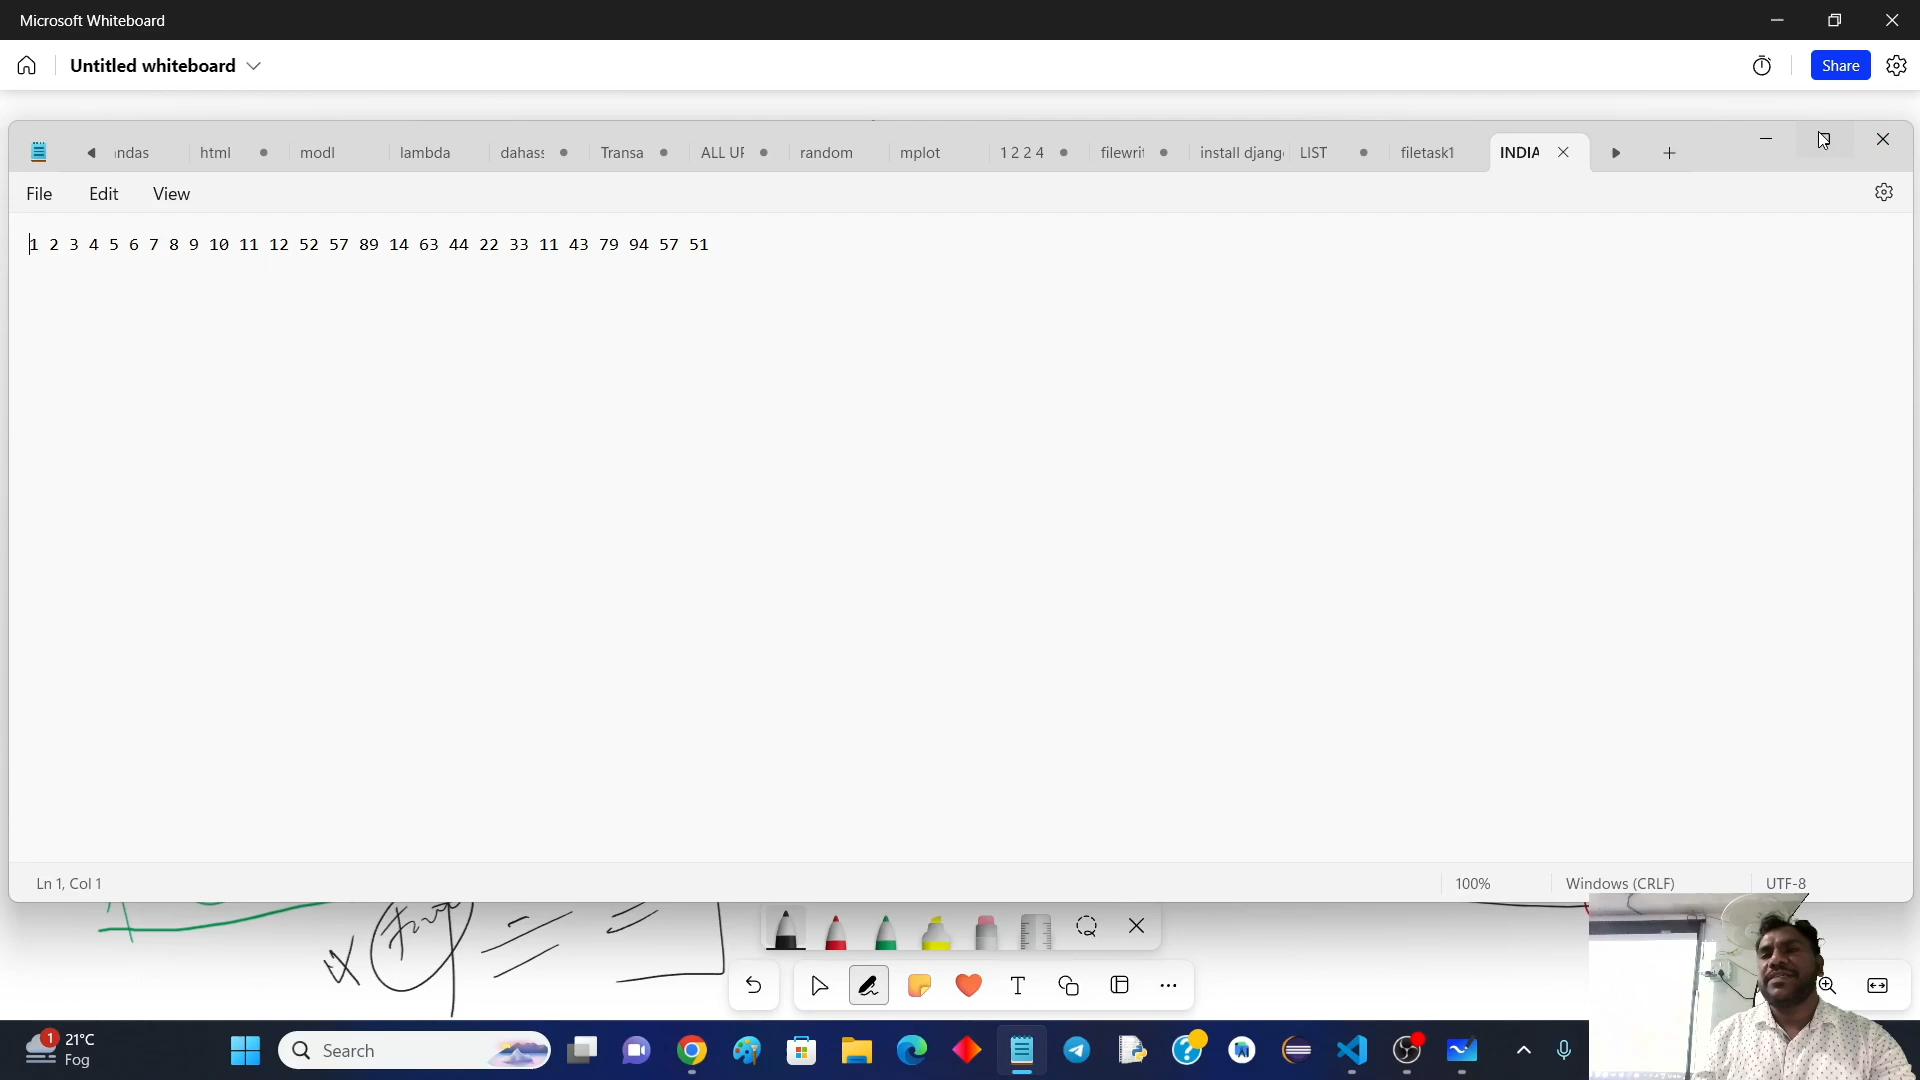 Microsoft Whiteboard
Untitled whiteboard
Share
ndas html modl lambda dahas Transa ALL UF random mplot 1 2 2 4 filewri install djang LIST filetask1 INDIA
File Edit View
1 2 3 4 5 6 7 8 9 10 11 12 52 57 89 14 63 44 22 33 11 43 79 94 57 51
Ln 1, Col 1 100% Windows (CRLF) UTF-8
1 21°C
Fog
Search